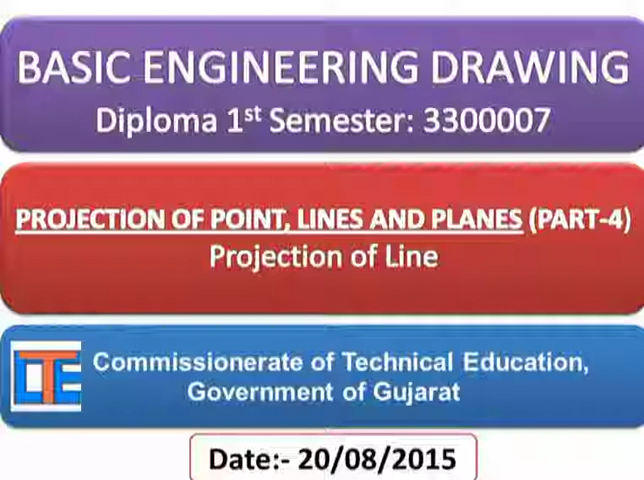 BASIC ENGINEERING DRAWING
Diploma 1st Semester: 3300007
PROJECTION OF POINT, LINES AND PLANES (PART-4)
Projection of Line
CTE
Commissionerate of Technical Education,
Government of Gujarat
Date:- 20/08/2015